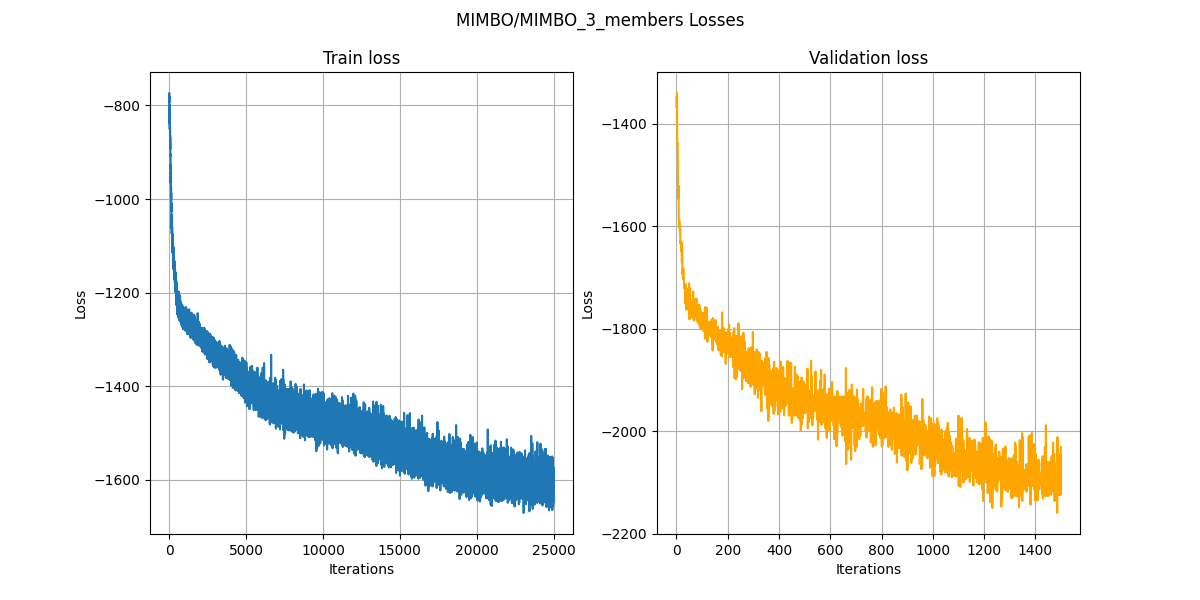 MIMBO/MIMBO_3_members Losses
Train loss
Loss
−800
−1000
−1200
−1400
−1600
0 5000 10000 15000 20000 25000
Iterations
Validation loss
Loss
−1400
−1600
−1800
−2000
−2200
0 200 400 600 800 1000 1200 1400
Iterations